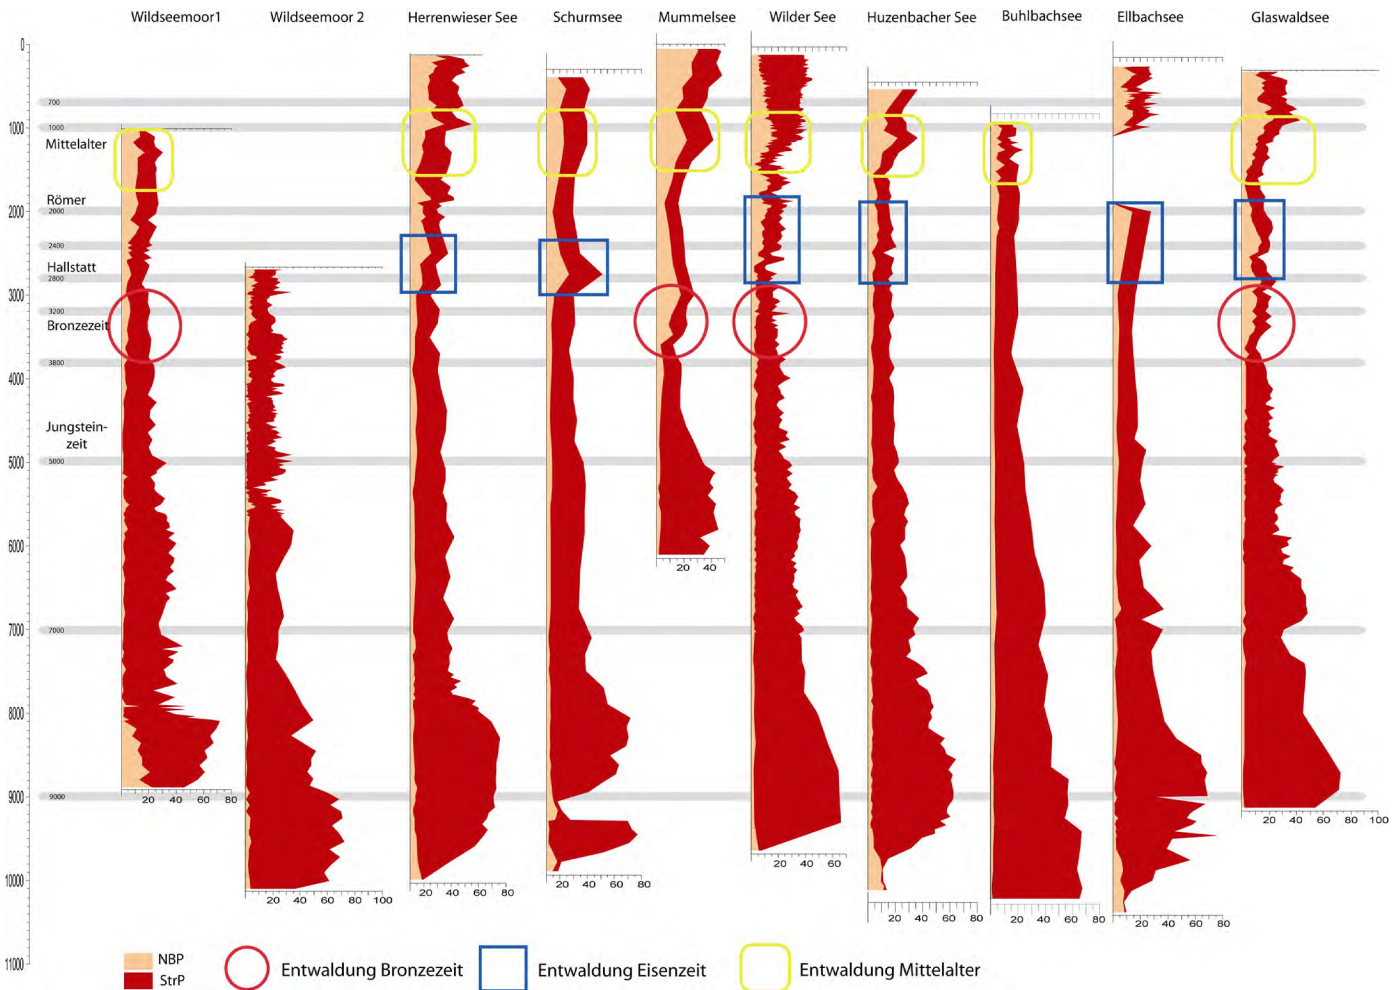 Wildseemoor1 Wildseemoor 2 Herrenwieser See Schurmsee Mummelsee Wilder See Huzenbacher See Buhlbachsee Ellbachsee Glaswaldsee
0
700
1000
1000
Mittelalter
Römer
2000
2000
2400
Hallstatt
2800
3000
3200
Bronzezeit
3800
4000
Jungstein-
zeit
5000
5000
6000
20 40
7000
7000
8000
9000
9000
20 40 60 80
20 40 60 80 100
20 40 60
10000
20 40 60 80
20 40 60 80
20 40 60 80 100
20 40 60 80
20 40 60 80
20 40 60 80
11000
NBP
StrP
Entwaldung Bronzezeit Entwaldung Eisenzeit Entwaldung Mittelalter